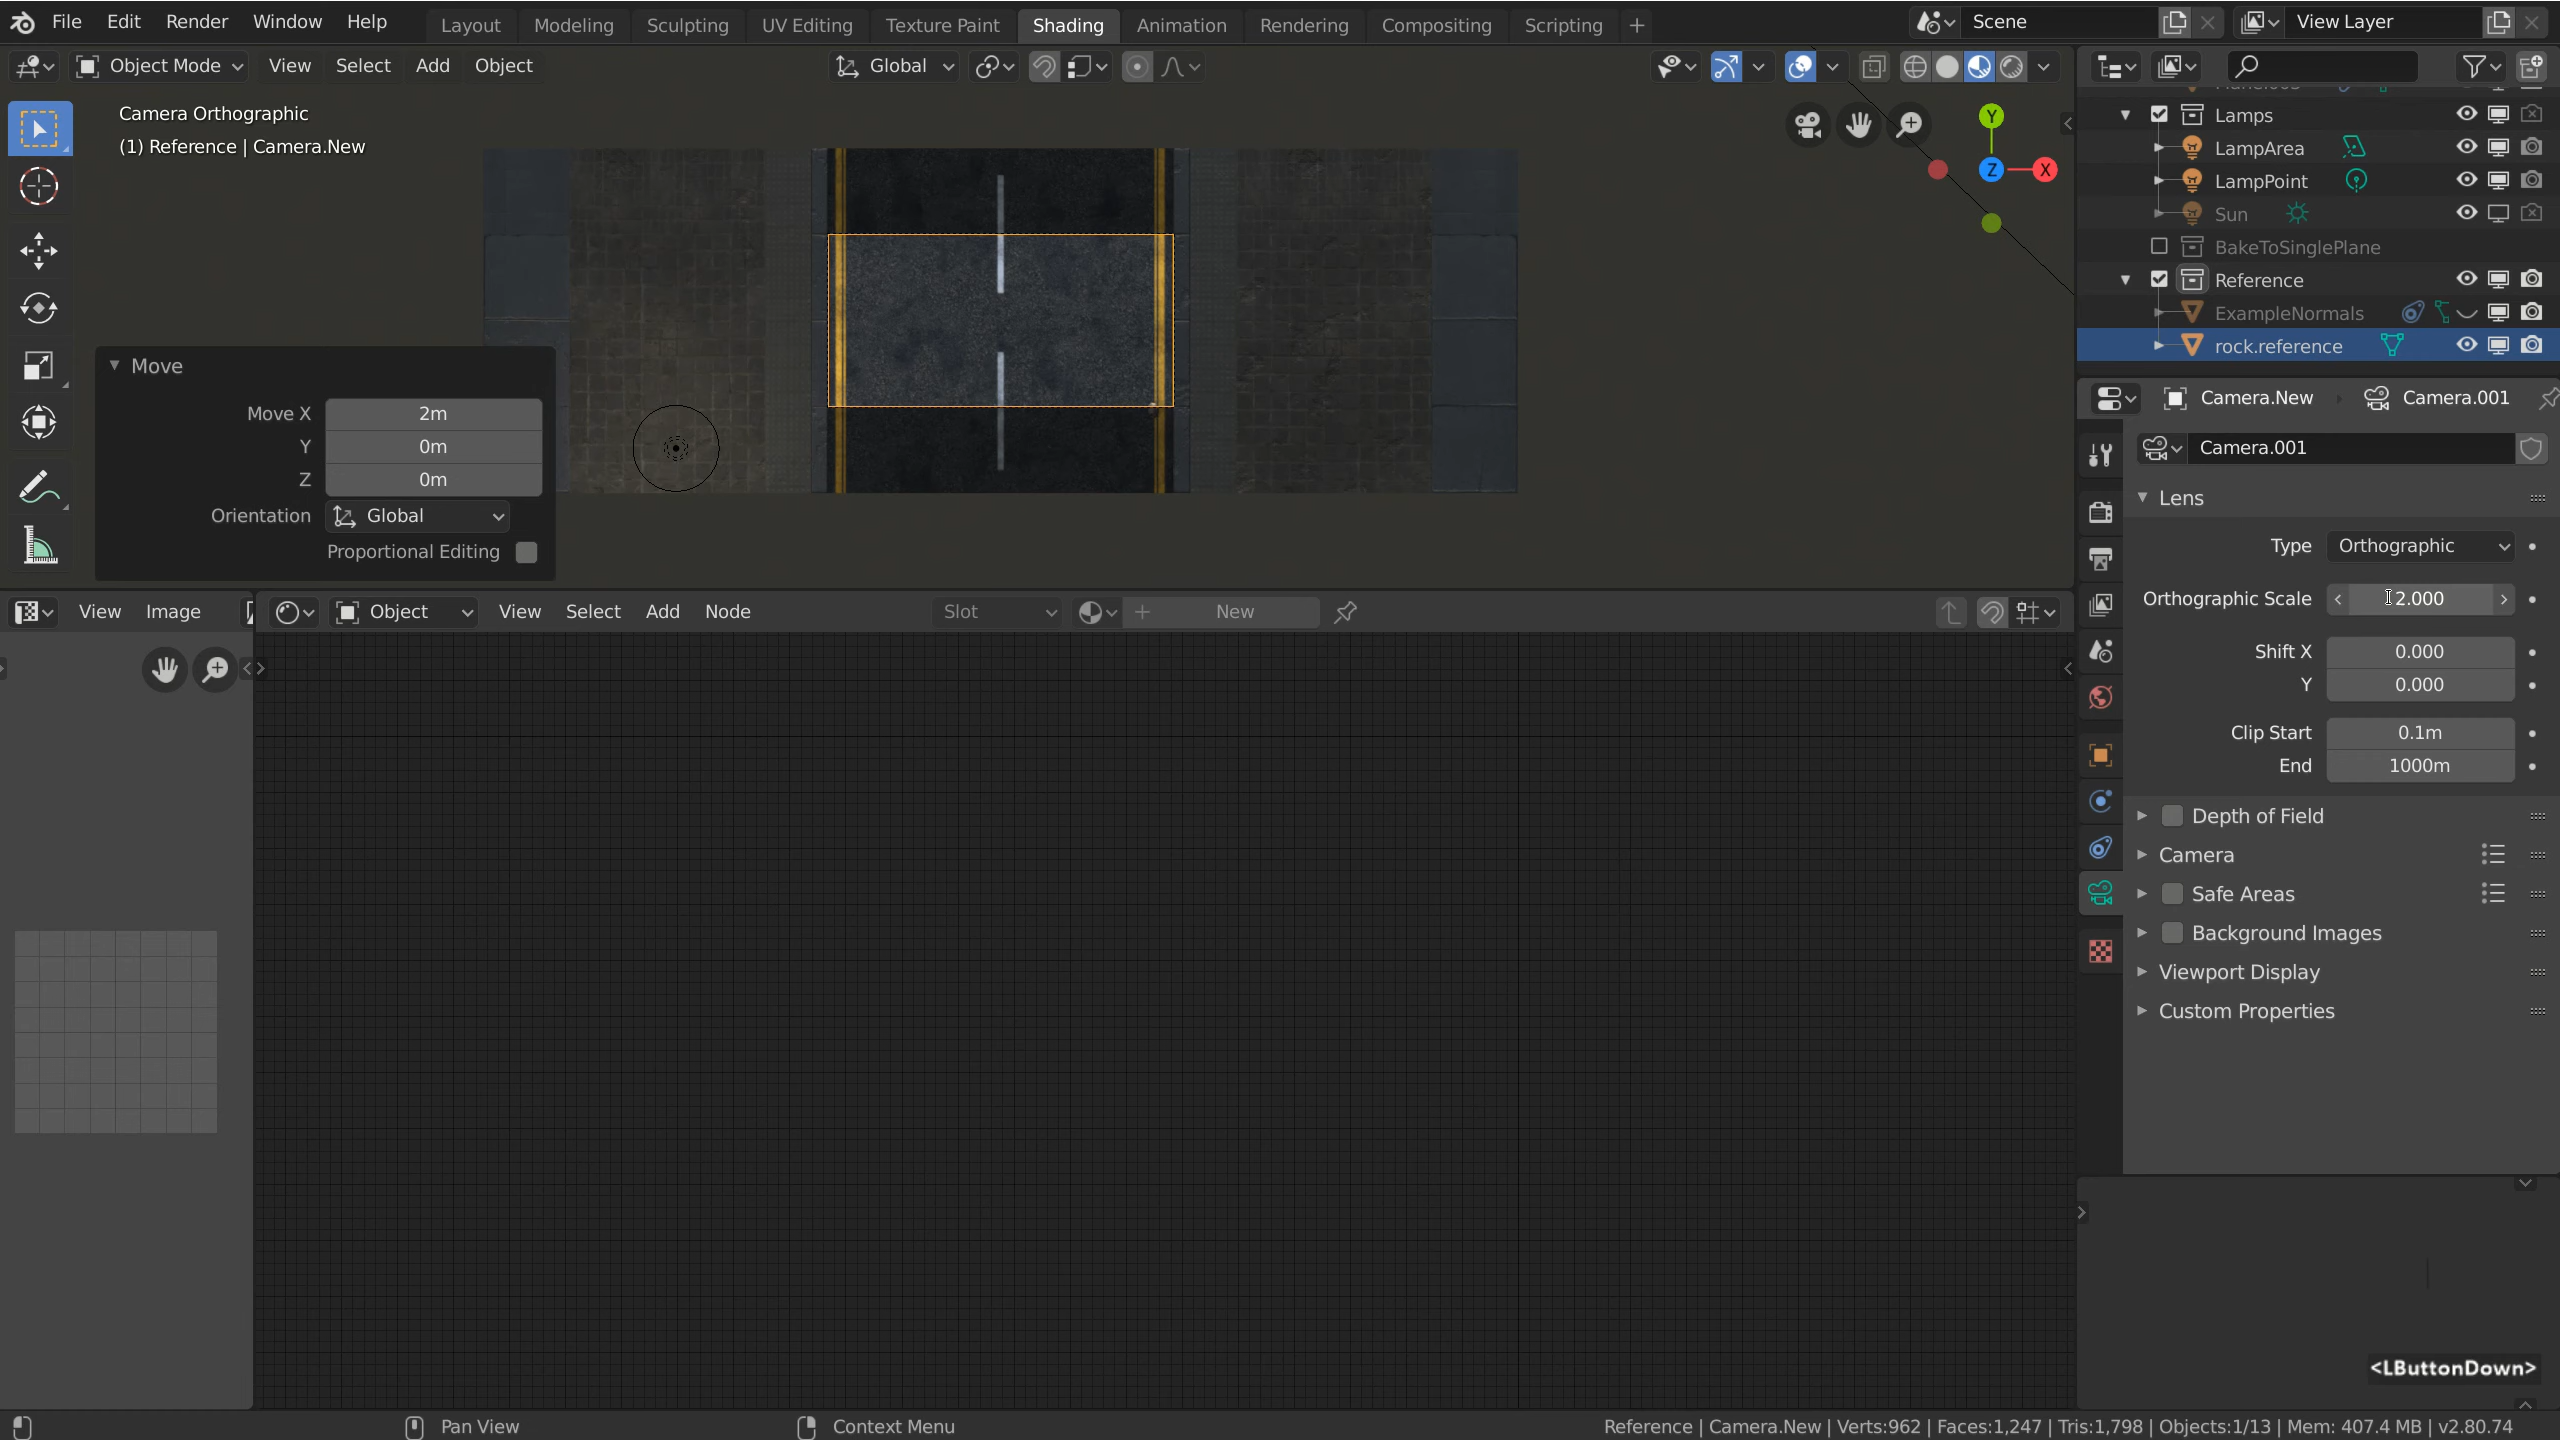 File Edit Render Window Help Layout Modeling Sculpting UV Editing Texture Paint Shading Animation Rendering Compositing Scripting + Scene View Layer
Object Mode View Select Add Object Global
Camera Orthographic
(1) Reference | Camera.New
Y
Z
X
Move
Move X 2m
Y 0m
Z 0m
Orientation Global
Proportional Editing
Lamps
LampArea
LampPoint
Sun
BakeToSinglePlane
Reference
ExampleNormals
rock.reference
Camera.New Camera.001
Camera.001
Lens
Type Orthographic
Orthographic Scale 2.000
Shift X 0.000
Y 0.000
Clip Start 0.1m
End 1000m
Depth of Field
Camera
Safe Areas
Background Images
Viewport Display
Custom Properties
View Image Object View Select Add Node Slot New
<LButtonDown>
Pan View Context Menu Reference | Camera.New | Verts:962 | Faces:1,247 | Tris:1,798 | Objects:1/13 | Mem: 407.4 MB | v2.80.74